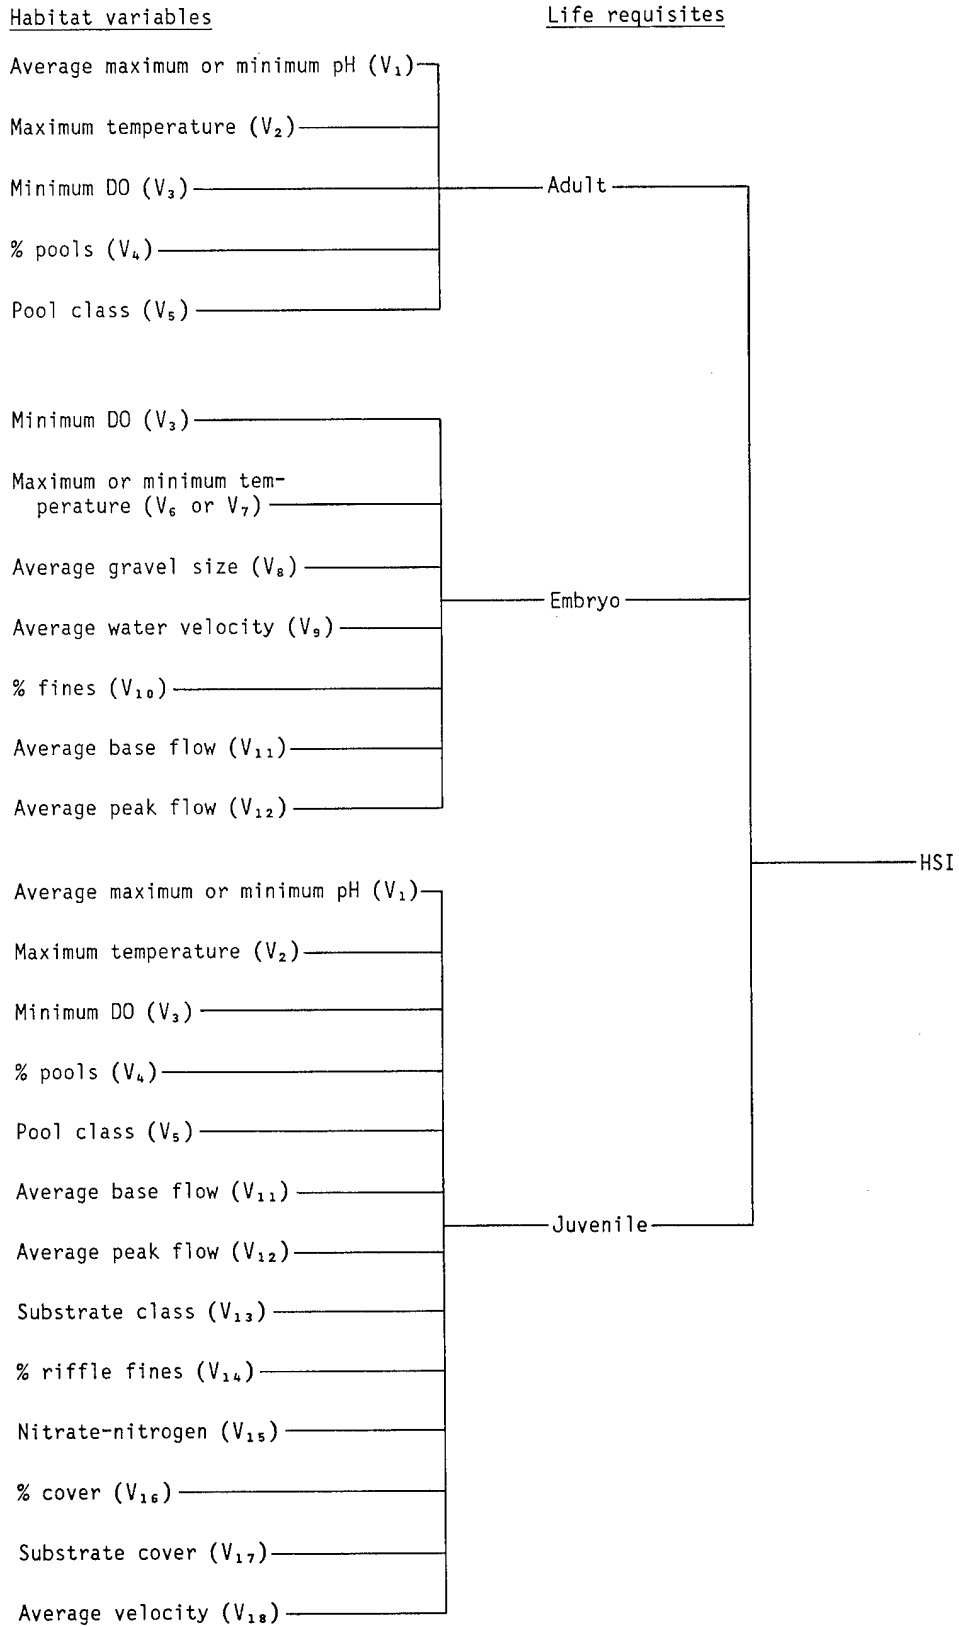 Habitat variables Life requisites
Average maximum or minimum pH (V₁)
Maximum temperature (V₂)
Minimum DO (V₃) Adult
% pools (V₄)
Pool class (V₅)
Minimum DO (V₃)
Maximum or minimum tem-
perature (V₆ or V₇)
Average gravel size (V₈)
Embryo
Average water velocity (V₉)
% fines (V₁₀)
Average base flow (V₁₁)
Average peak flow (V₁₂)
HSI
Average maximum or minimum pH (V₁)
Maximum temperature (V₂)
Minimum DO (V₃)
% pools (V₄)
Pool class (V₅)
Average base flow (V₁₁)
Juvenile
Average peak flow (V₁₂)
Substrate class (V₁₃)
% riffle fines (V₁₄)
Nitrate-nitrogen (V₁₅)
% cover (V₁₆)
Substrate cover (V₁₇)
Average velocity (V₁₈)